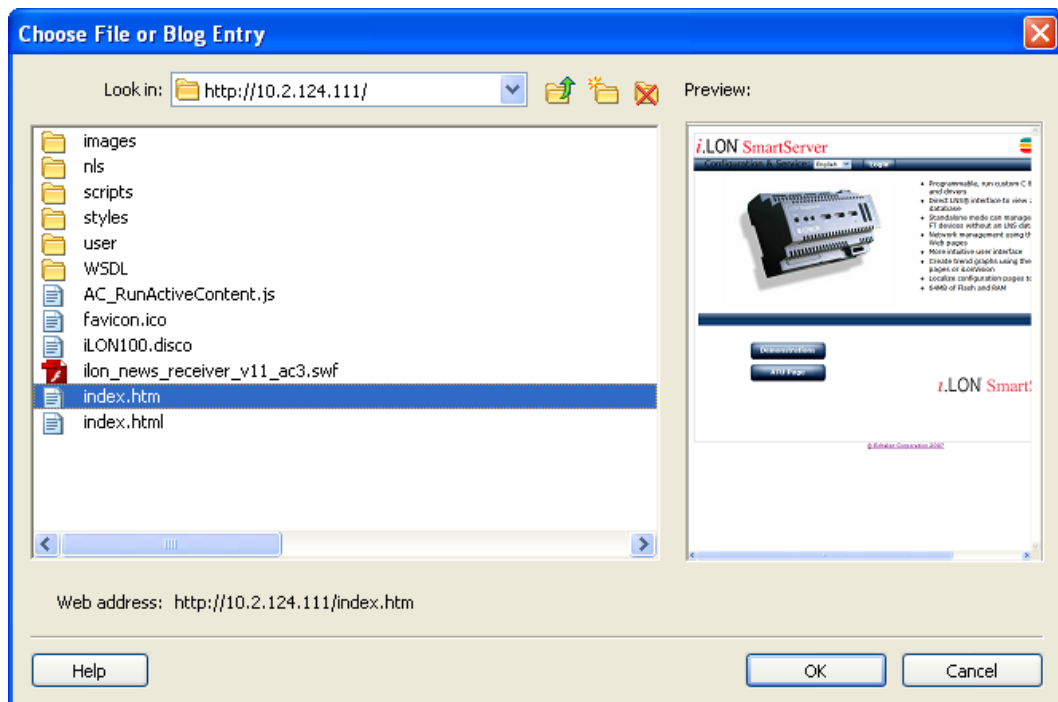 Choose File or Blog Entry
Look in: http://10.2.124.111/
Preview:
images
nls
scripts
styles
user
WSDL
AC_RunActiveContent.js
favicon.ico
iLON100.disco
ilon_news_receiver_v11_ac3.swf
index.htm
index.html
i.LON SmartServer
Configuration & Service: English Login
Programmable, run custom C
and drivers
Direct LNS® interface to view
database
Standalone mode can manage
FT devices without an LNS
Network management using
Web pages
More intuitive user interface
Create trend graphs using the
pages or iLonVision
Localize configuration pages
64MB of Flash and RAM
Demonstrations
i.LON Smart
© Echelon Corporation 2007
Web address: http://10.2.124.111/index.htm
Help
OK
Cancel